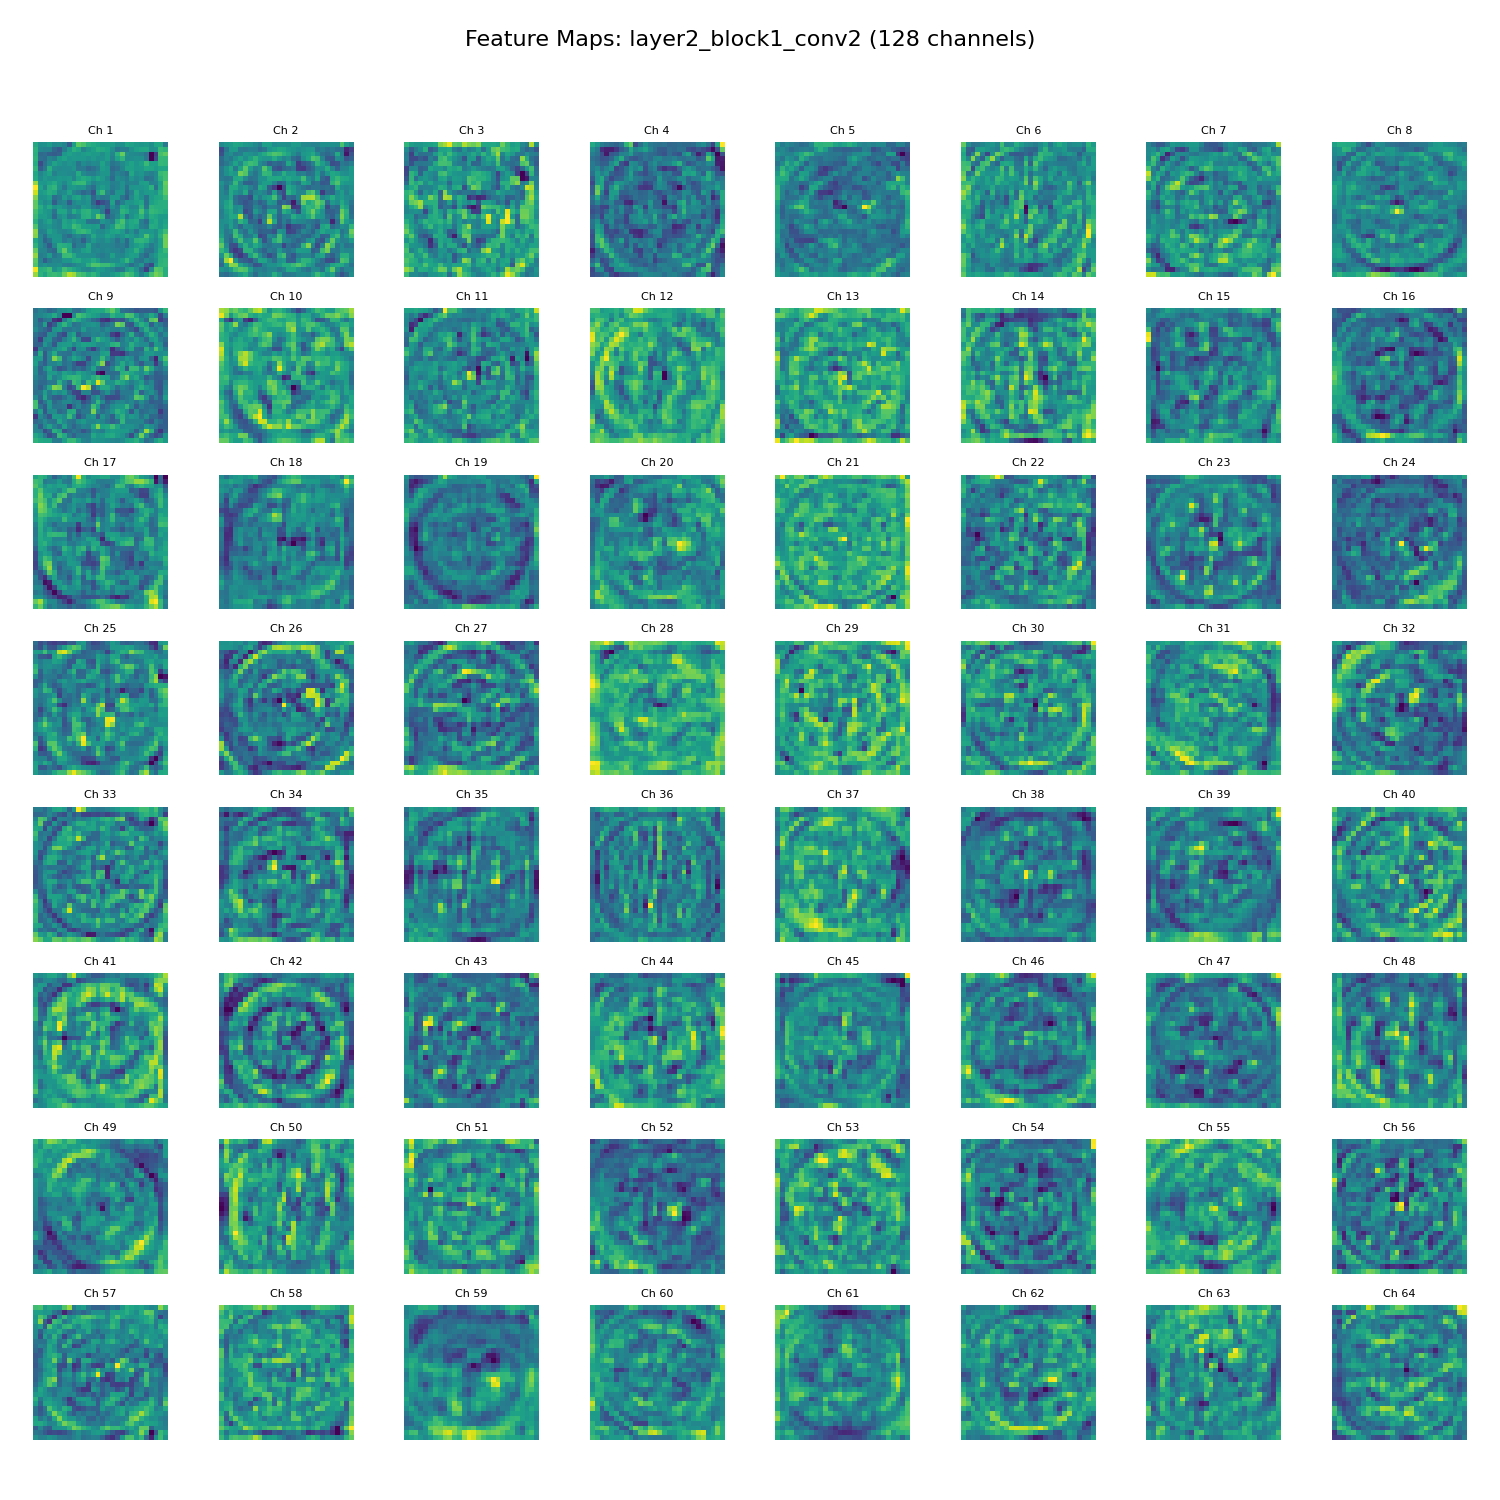 Feature Maps: layer2_block1_conv2 (128 channels)
Ch 1 Ch 2 Ch 3 Ch 4 Ch 5 Ch 6 Ch 7 Ch 8
Ch 9 Ch 10 Ch 11 Ch 12 Ch 13 Ch 14 Ch 15 Ch 16
Ch 17 Ch 18 Ch 19 Ch 20 Ch 21 Ch 22 Ch 23 Ch 24
Ch 25 Ch 26 Ch 27 Ch 28 Ch 29 Ch 30 Ch 31 Ch 32
Ch 33 Ch 34 Ch 35 Ch 36 Ch 37 Ch 38 Ch 39 Ch 40
Ch 41 Ch 42 Ch 43 Ch 44 Ch 45 Ch 46 Ch 47 Ch 48
Ch 49 Ch 50 Ch 51 Ch 52 Ch 53 Ch 54 Ch 55 Ch 56
Ch 57 Ch 58 Ch 59 Ch 60 Ch 61 Ch 62 Ch 63 Ch 64